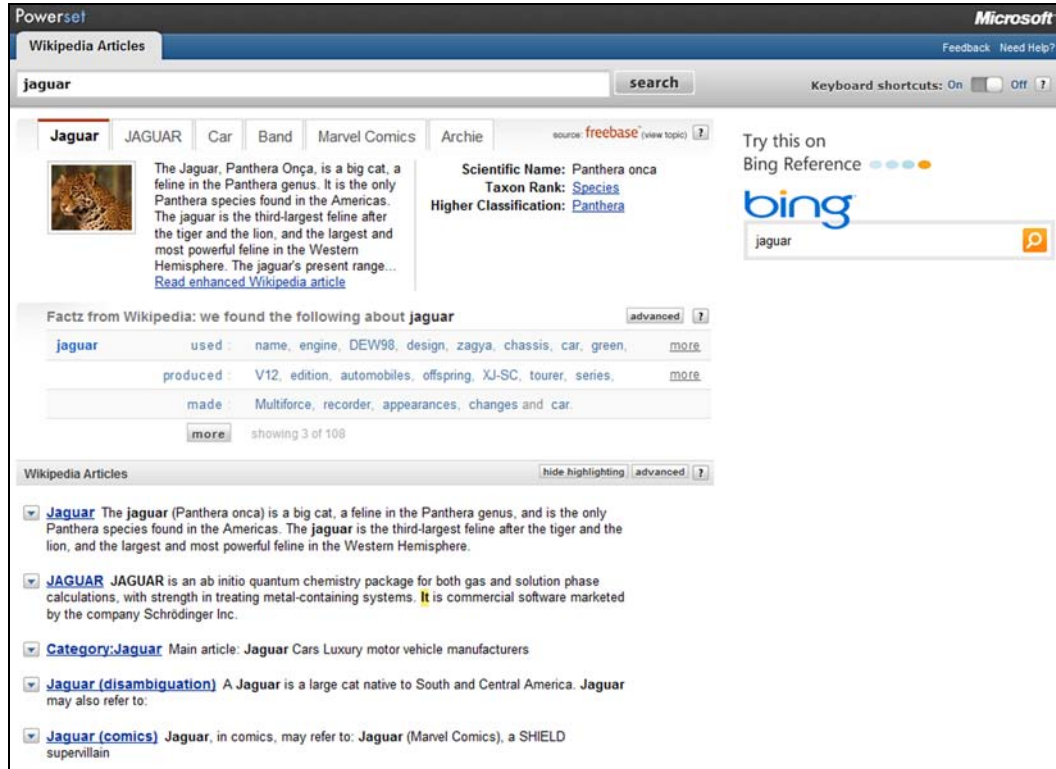 Powerset
Microsoft
Wikipedia Articles
Feedback Need Help?
jaguar
search
Keyboard shortcuts: On Off ?
Jaguar JAGUAR Car Band Marvel Comics Archie
source: freebase (view topic) ?
The Jaguar, Panthera Onça, is a big cat, a
feline in the Panthera genus. It is the only
Panthera species found in the Americas.
The jaguar is the third-largest feline after
the tiger and the lion, and the largest and
most powerful feline in the Western
Hemisphere. The jaguar's present range...
Read enhanced Wikipedia article
Scientific Name: Panthera onca
Taxon Rank: Species
Higher Classification: Panthera
Try this on
Bing Reference
bing
jaguar
Factz from Wikipedia: we found the following about jaguar
advanced ?
jaguar used : name, engine, DEW98, design, zagya, chassis, car, green, more
produced : V12, edition, automobiles, offspring, XJ-SC, tourer, series, more
made : Multiforce, recorder, appearances, changes and car.
more showing 3 of 108
Wikipedia Articles
hide highlighting advanced ?
Jaguar The jaguar (Panthera onca) is a big cat, a feline in the Panthera genus, and is the only
Panthera species found in the Americas. The jaguar is the third-largest feline after the tiger and the
lion, and the largest and most powerful feline in the Western Hemisphere.
JAGUAR JAGUAR is an ab initio quantum chemistry package for both gas and solution phase
calculations, with strength in treating metal-containing systems. It is commercial software marketed
by the company Schrödinger Inc.
Category:Jaguar Main article: Jaguar Cars Luxury motor vehicle manufacturers
Jaguar (disambiguation) A Jaguar is a large cat native to South and Central America. Jaguar
may also refer to:
Jaguar (comics) Jaguar, in comics, may refer to: Jaguar (Marvel Comics), a SHIELD
supervillain